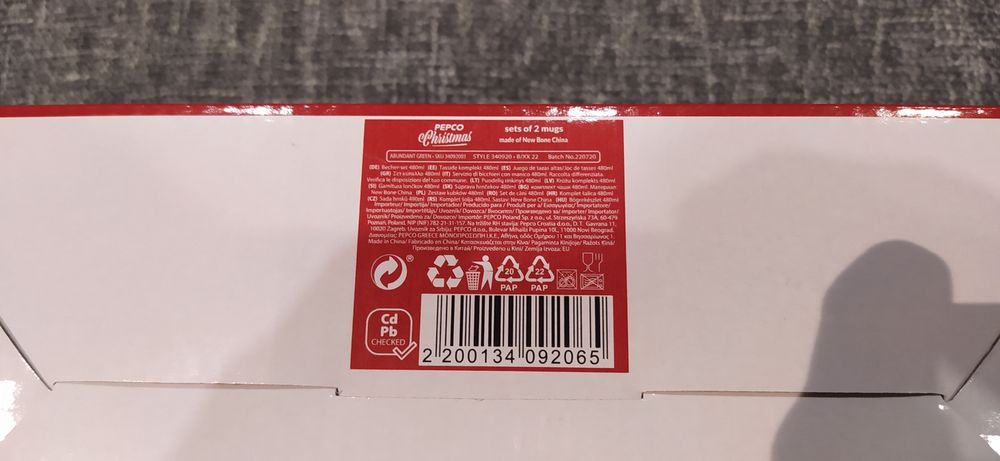 PEPCO
Christmas
sets of 2 mugs
made of New Bone China
ABUNDANT GREEN - SKU 34092001 STYLE 340920 - B/XX 22 Batch No.220720
(DE) Becher-set 480ml (EE) Tasside komplekt 480ml (ES) Juego de tazas altas/Joc de tasses 480ml
(GR) Σετ κύπελλο 480ml (IT) Servizio di bicchieri con manico 480ml Raccolta differenziata.
Verifica le disposizioni del tuo comune. (LT) Puodelių rinkinys 480ml (LV) Krūžu komplekts 480ml
(SI) Garnitura lončkov 480ml (SK) Súprava hrnčekov 480ml (BG) комплект чаши 480ml, Материал:
New Bone China (PL) Zestaw kubków 480ml (RO) Set de căni 480ml (HR) Komplet šalica 480ml
(CZ) Sada hrnků 480ml (RS) Komplet šolja 480ml, Sastav: New Bone China (HU) Bögrekészlet 480ml
Importeur/Importija/Importador/Producido para / Produit per a/ Εισαγωγέας/ Importatore/
Importuotojas/ Importētājs/ Uvoznik/ Dovozca/ Вносител/ Произведено за/ Importer/ Importator/
Uvoznik/ Proizvedeno za/ Dovozce/ Importőr: PEPCO Poland Sp. z o.o., ul. Strzeszyńska 73A, 60-479
Poznań, Poland, NIP (NIF) 782-21-31-157. Na tržište RH stavlja: Pepco Croatia d.o.o., D.T. Gavrana 11,
10020 Zagreb. Uvoznik za Srbiju: PEPCO d.o.o., Bulevar Mihajla Pupina 10L, 11000 Novi Beograd.
Διανομέας: PEPCO GREECE ΜΟΝΟΠΡΟΣΩΠΗ Ι.Κ.Ε., Αθήνα, οδός Ομήρου 11 και Βησσαρίωνος 1.
Made in China/ Fabricado en China/ Κατασκευάζεται στην Κίνα/ Pagaminta Kinijoje/ Ražots Ķīnā/
Произведено в Китай/ Proizvedeno u Kini/ Zemlja izvoza: EU
®
20
PAP
22
PAP
Cd
Pb
CHECKED
2 200134 092065